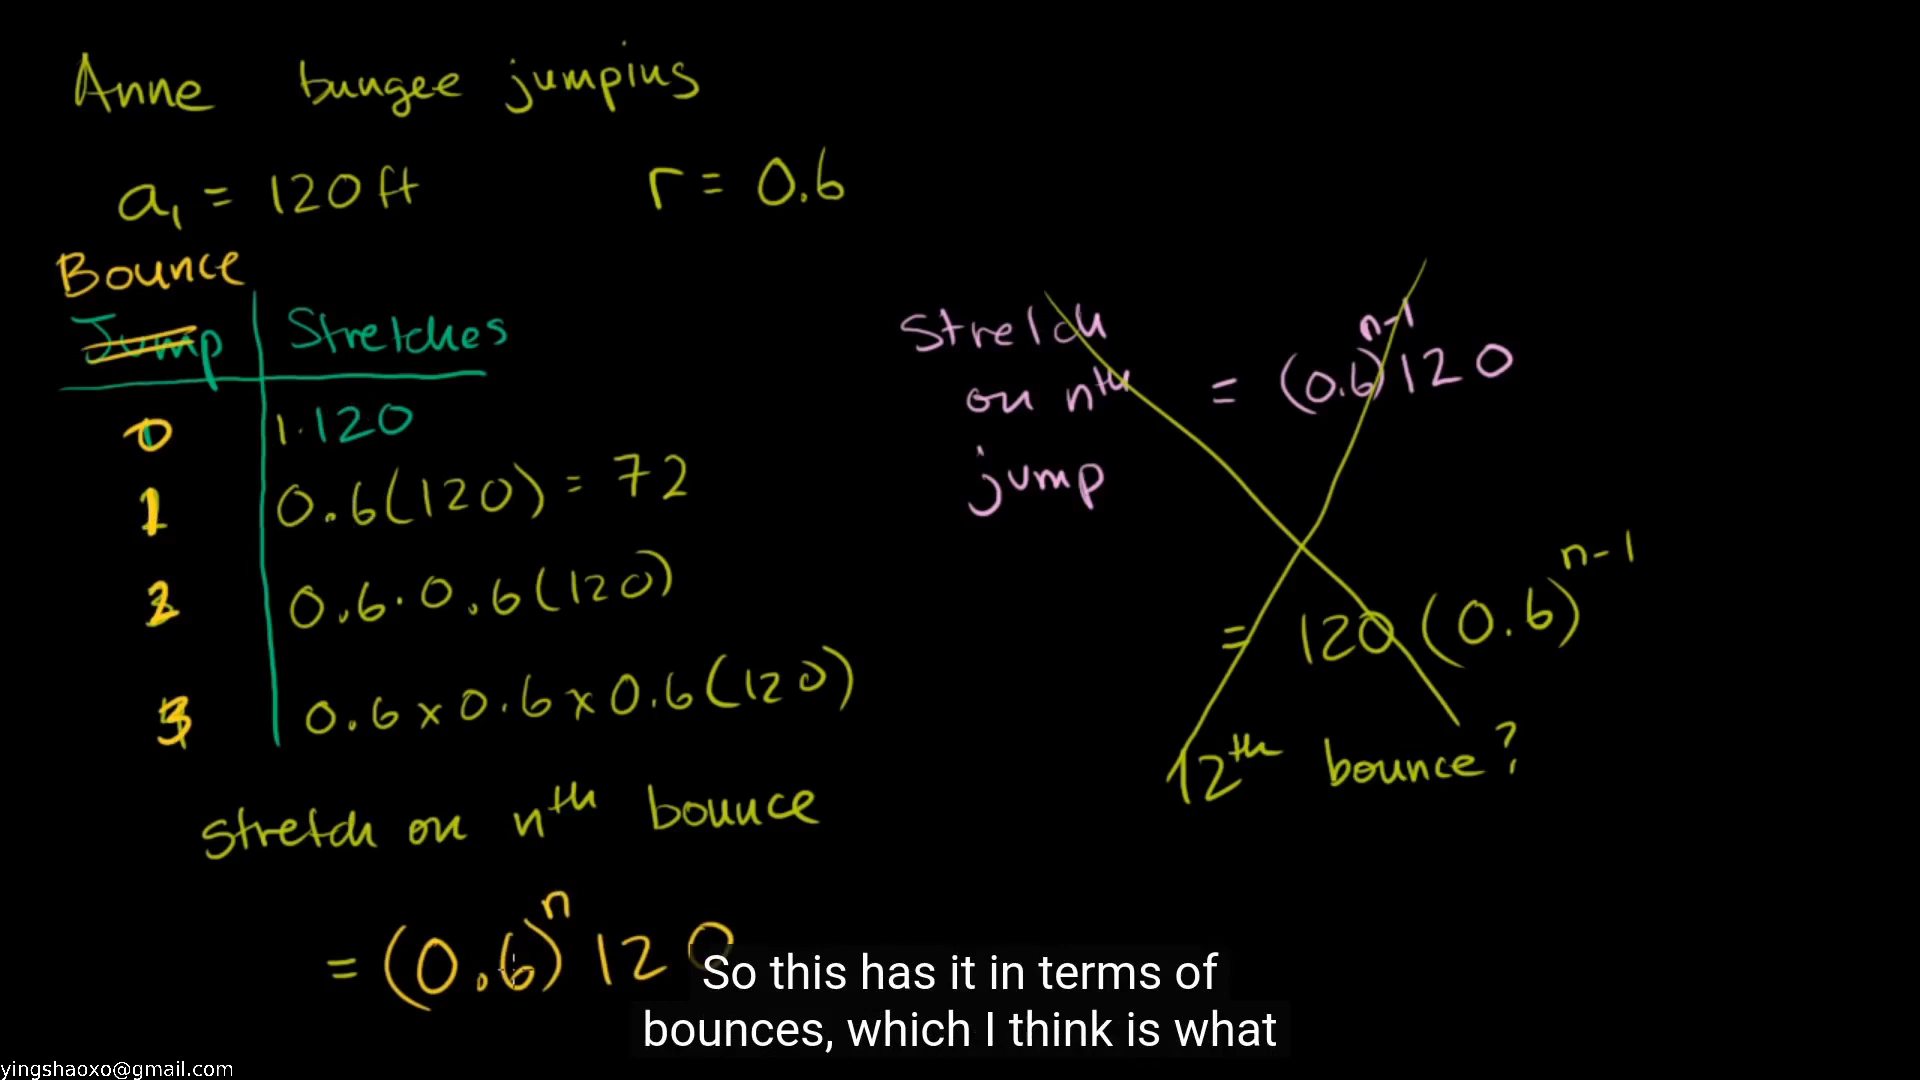 Anne bungee jumping
a₁ = 120 ft r = 0.6
Bounce
Jump Stretches
0 1·120
1 0.6(120) = 72
2 0.6·0.6(120)
3 0.6 x 0.6 x 0.6(120)
Stretch on nth bounce
= (0.6)ⁿ 120
Stretch
on nth = (0.6)ⁿ⁻¹ 120
jump
= 120 (0.6)ⁿ⁻¹
12th bounce?
So this has it in terms of
bounces, which I think is what
yingshaoxo@gmail.com